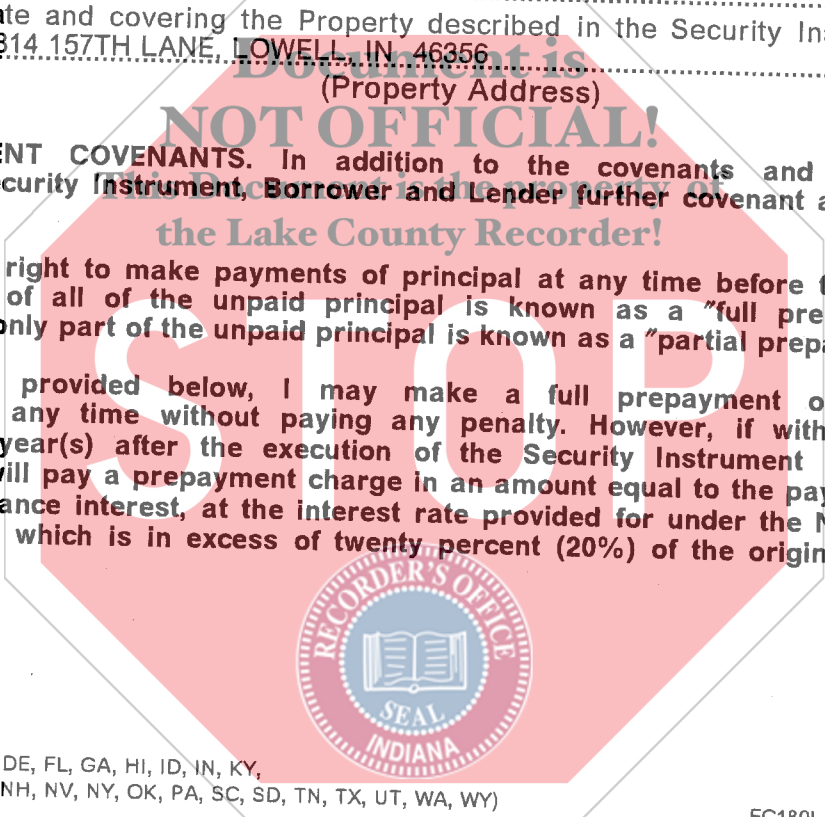 te and covering the Property described in the Security Ins
814 157TH LANE, LOWELL, IN 46356
Document is
(Property Address)
NOT OFFICIAL!
ENT COVENANTS. In addition to the covenants and
curity Instrument, Borrower and Lender further covenant a
This Document is the property of
the Lake County Recorder!
right to make payments of principal at any time before t
of all of the unpaid principal is known as a "full pre
only part of the unpaid principal is known as a "partial prepa
STOP
provided below, I may make a full prepayment o
any time without paying any penalty. However, if with
year(s) after the execution of the Security Instrument
ill pay a prepayment charge in an amount equal to the pay
ance interest, at the interest rate provided for under the N
which is in excess of twenty percent (20%) of the origin
RECORDER'S OFFICE
SEAL
INDIANA
DE, FL, GA, HI, ID, IN, KY,
NH, NV, NY, OK, PA, SC, SD, TN, TX, UT, WA, WY)